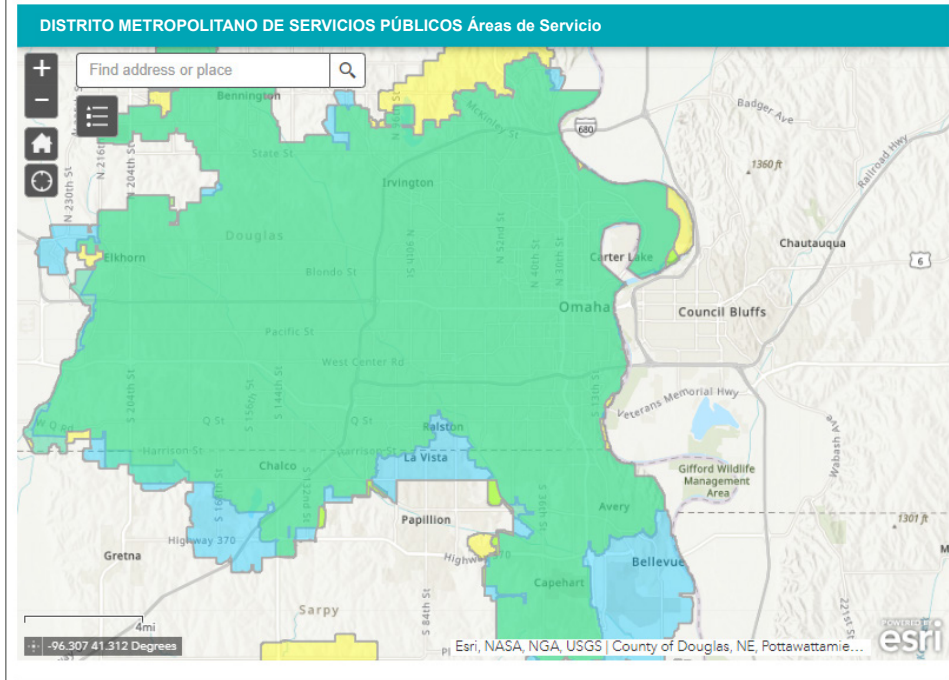 DISTRITO METROPOLITANO DE SERVICIOS PÚBLICOS Áreas de Servicio
+
Find address or place
−
Bennington
N 96th St
McKinley St
680
Badger Ave
Railroad Hwy
State St
1360 ft
N 216th
N 204th St
N 230th St
Irvington
Douglas
N 90th St
N 52nd St
N 40th St
N 30th St
Chautauqua
Elkhorn
Carter Lake
6
Blondo St
Omaha
Council Bluffs
Pacific St
West Center Rd
S 204th St
S 156th St
S 144th St
S 13th St
Veterans Memorial Hwy
W Q Rd
Q St
Q St
Ralston
Wabash Ave
Harrison St
Harrison St
La Vista
Chalco
Gifford Wildlife
Management
Area
S 132nd St
S 168th St
S 36th St
Avery
Papillion
1301 ft
Highway 370
Gretna
Highway 370
Bellevue
Capehart
Sarpy
S 84th St
221st St
4mi
-96.307 41.312 Degrees
Esri, NASA, NGA, USGS | County of Douglas, NE, Pottawattamie...
POWERED BY
esri